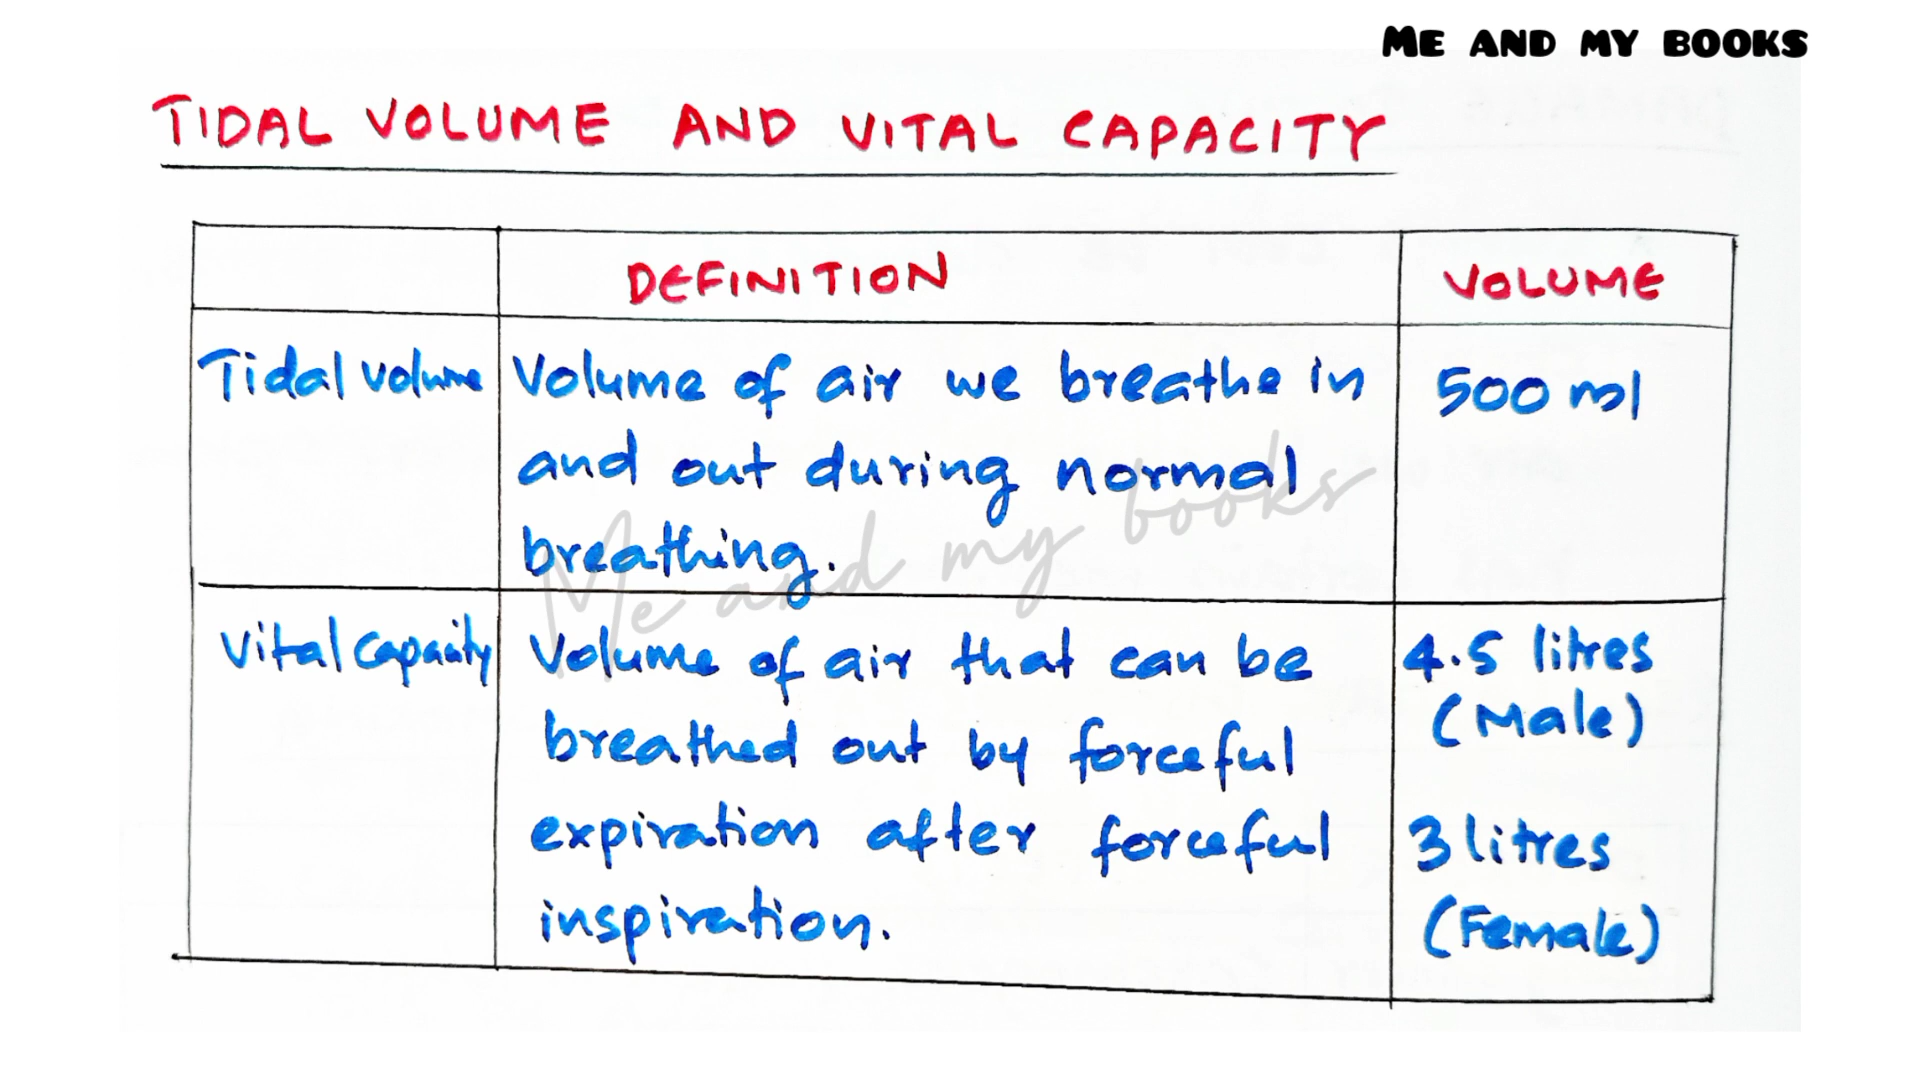 ME AND MY BOOKS
TIDAL VOLUME AND VITAL CAPACITY
DEFINITION VOLUME
Tidal volume Volume of air we breathe in 500 ml
and out during normal
breathing.
Me and my books
Vital capacity Volume of air that can be 4.5 litres
breathed out by forceful (Male)
expiration after forceful 3 litres
inspiration. (Female)